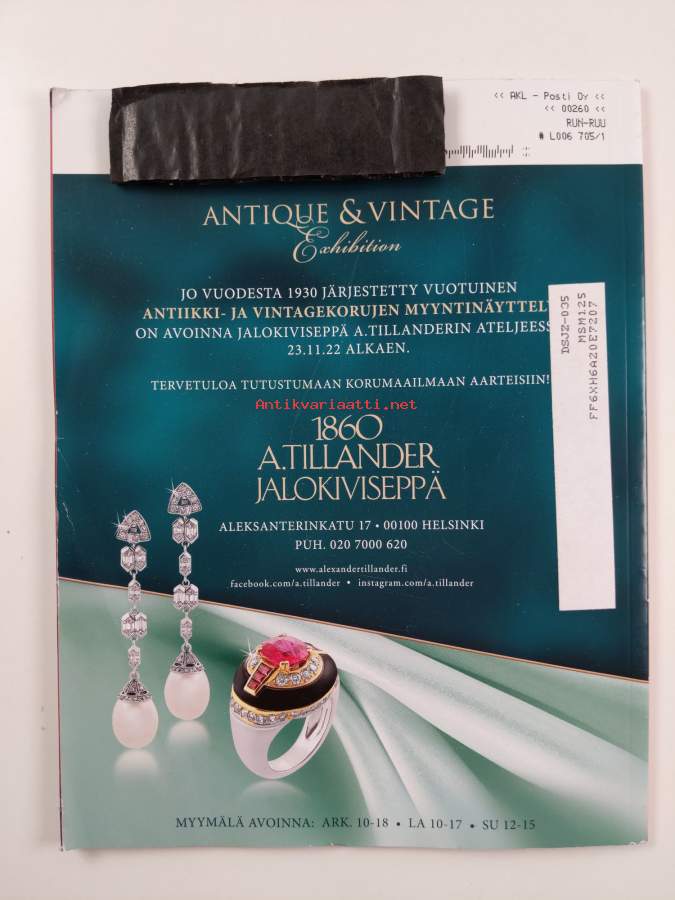 << AKL - Posti Oy <<
<< 00260 <<
RUN-RUU
# L006 705/1
ANTIQUE & VINTAGE
Exhibition
JO VUODESTA 1930 JÄRJESTETTY VUOTUINEN
ANTIIKKI- JA VINTAGEKORUJEN MYYNTINÄYTTEL
ON AVOINNA JALOKIVISEPPÄ A.TILLANDERIN ATELJEESS
23.11.22 ALKAEN.
TERVETULOA TUTUSTUMAAN KORUMAAILMAAN AARTEISIIN!
Antikvariaatti.net
1860
A.TILLANDER
JALOKIVISEPPÄ
ALEKSANTERINKATU 17 • 00100 HELSINKI
PUH. 020 7000 620
www.alexandertillander.fi
facebook.com/a.tillander • instagram.com/a.tillander
DSJZ-035
MSM125
FF6XH6A20E7207
MYYMÄLÄ AVOINNA: ARK. 10-18 • LA 10-17 • SU 12-15